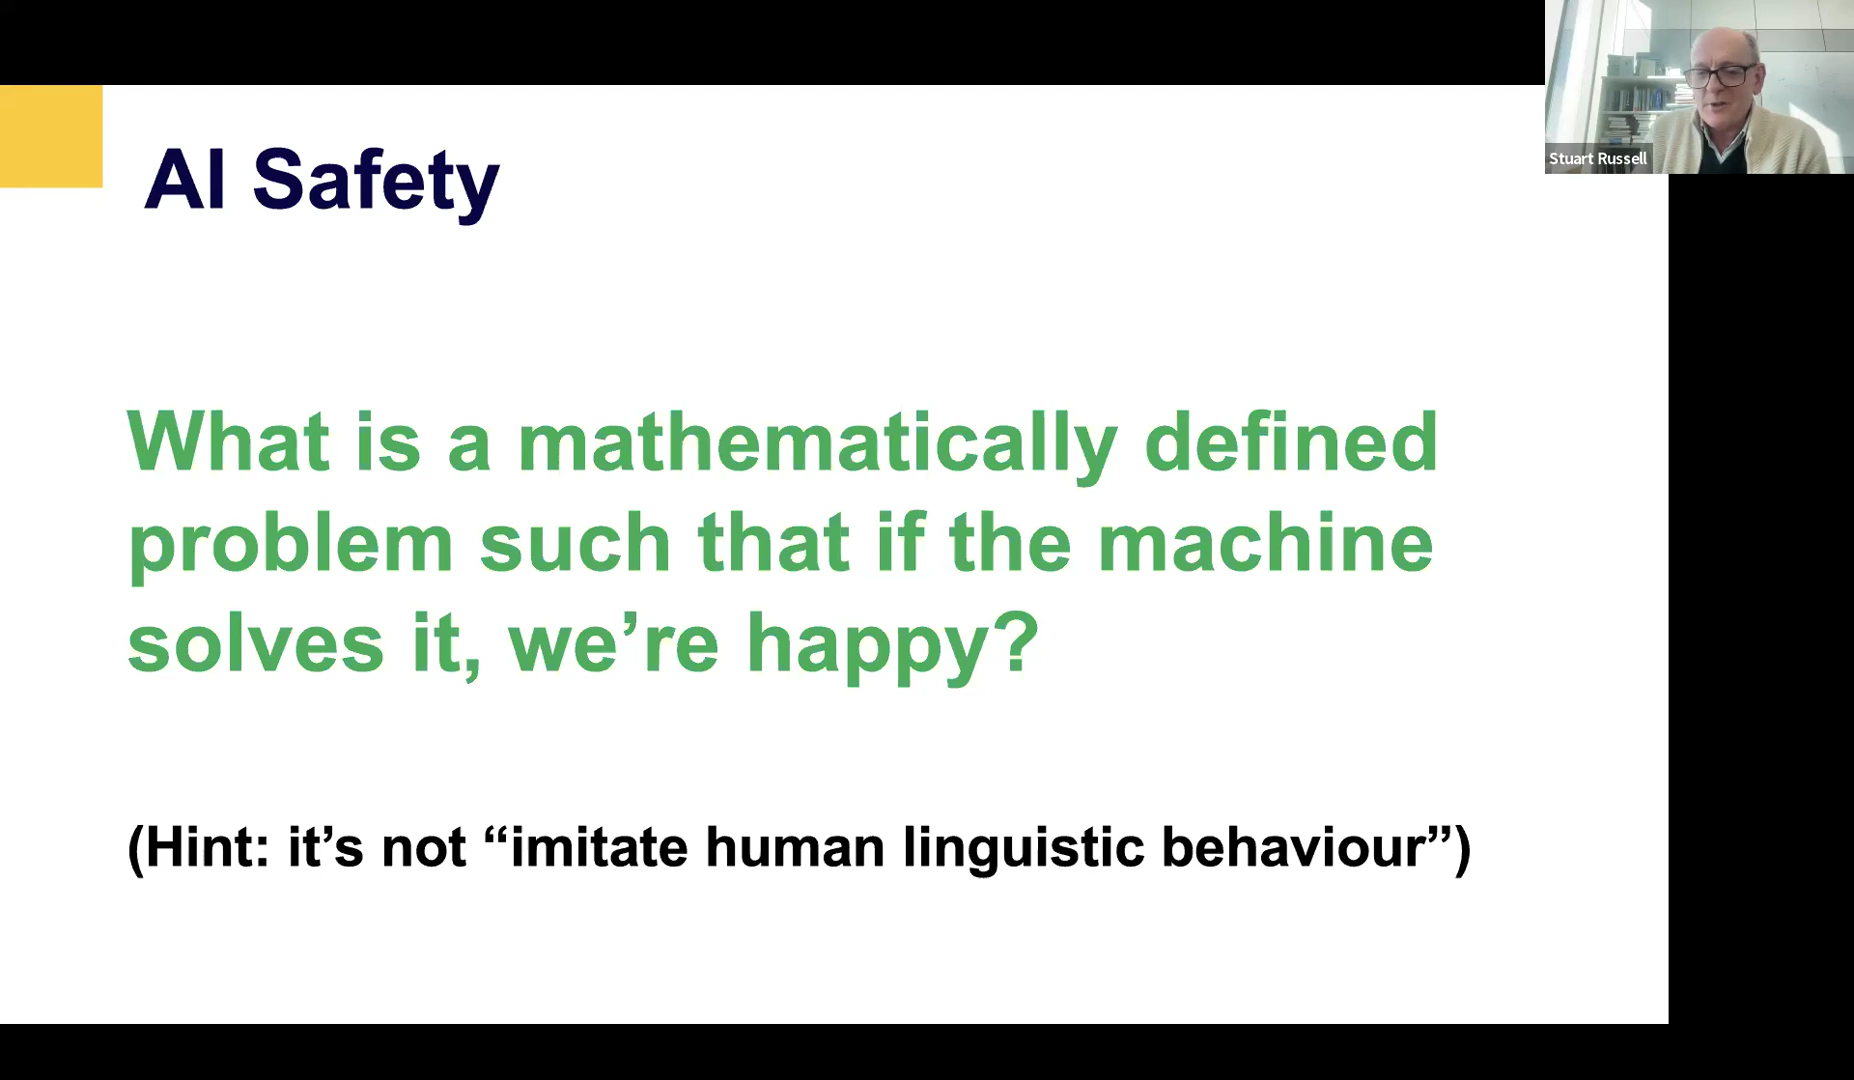 AI Safety
Stuart Russell
What is a mathematically defined
problem such that if the machine
solves it, we’re happy?
(Hint: it’s not “imitate human linguistic behaviour”)